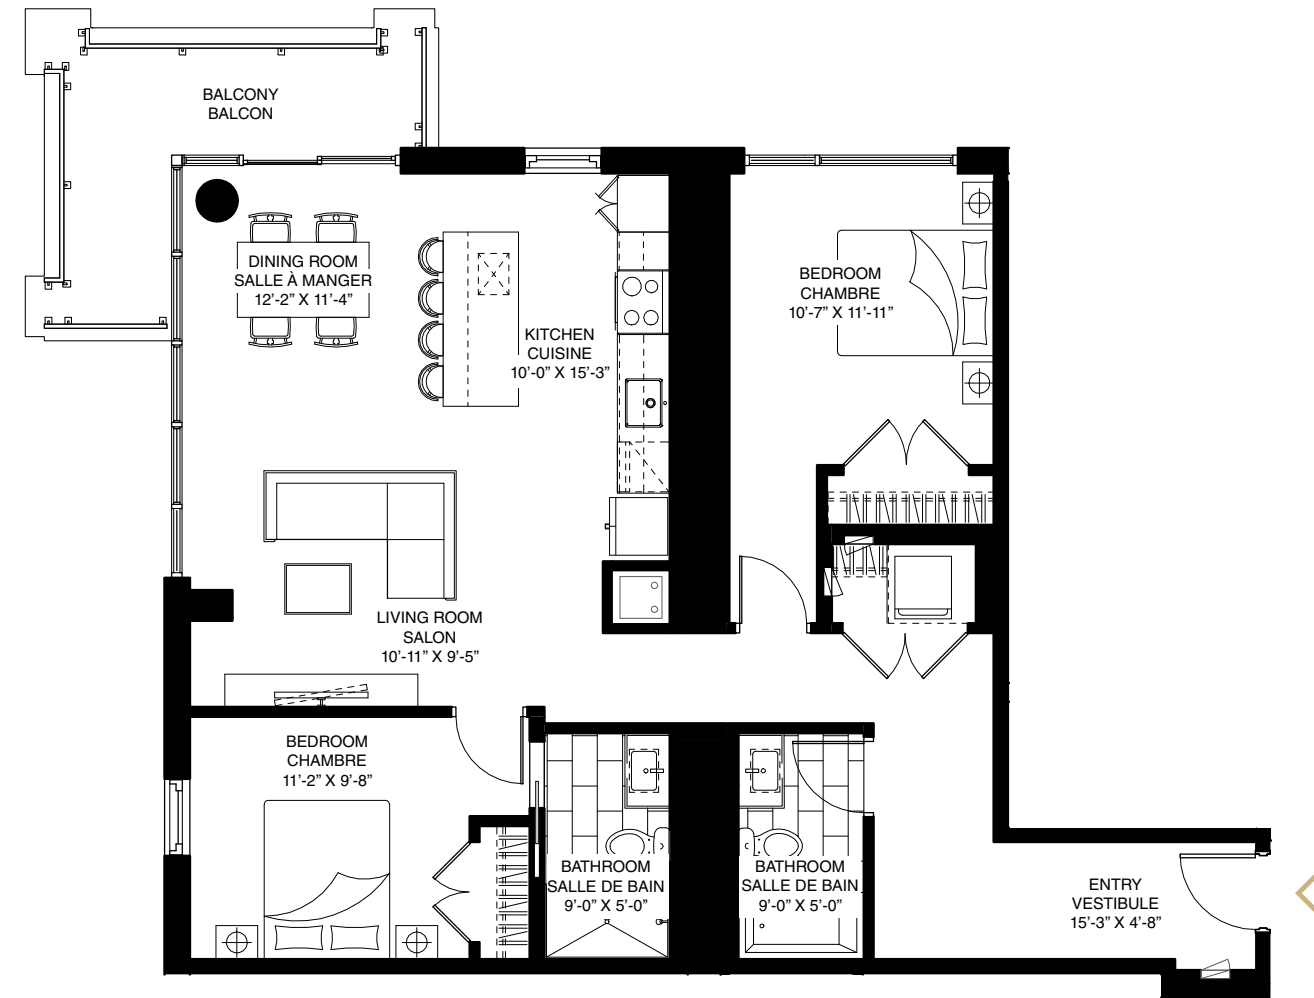 BALCONY
BALCON
DINING ROOM
SALLE À MANGER
12’-2” X 11’-4”
KITCHEN
CUISINE
10’-0” X 15’-3”
BEDROOM
CHAMBRE
10’-7” X 11’-11”
LIVING ROOM
SALON
10’-11” X 9’-5”
BEDROOM
CHAMBRE
11’-2” X 9’-8”
BATHROOM
SALLE DE BAIN
9’-0” X 5’-0”
BATHROOM
SALLE DE BAIN
9’-0” X 5’-0”
ENTRY
VESTIBULE
15’-3” X 4’-8”